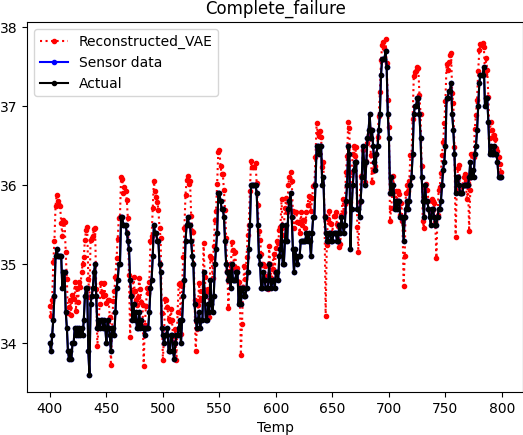 Complete_failure
38
37
36
35
34
Reconstructed_VAE
Sensor data
Actual
400 450 500 550 600 650 700 750 800
Temp